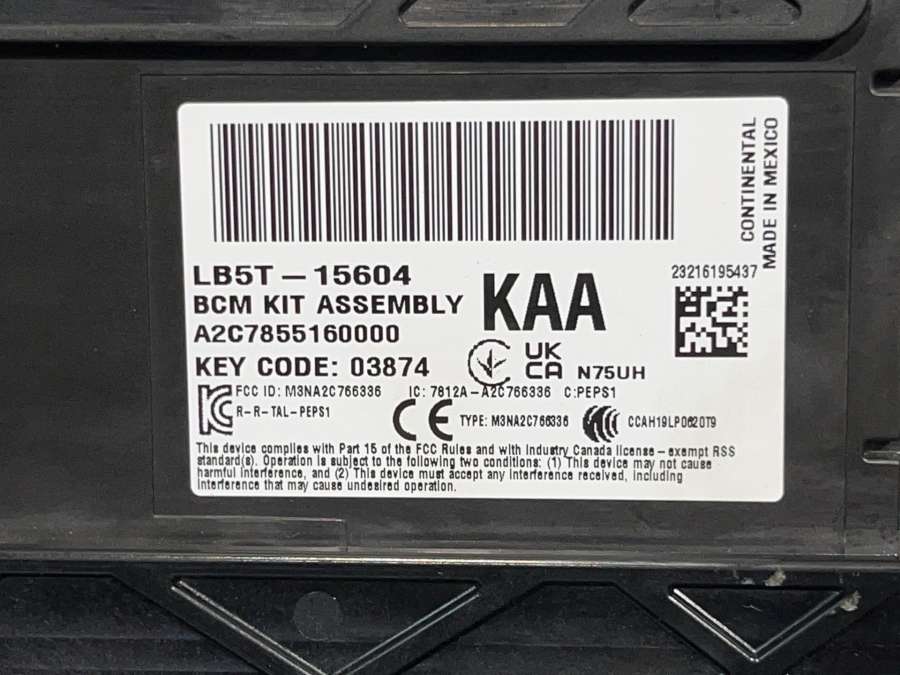 CONTINENTAL
MADE IN MEXICO
LB5T-15604
BCM KIT ASSEMBLY
KAA
23216195437
A2C7855160000
KEY CODE: 03874
UK
CA
N75UH
FCC ID: M3NA2C766336 IC: 7812A-A2C766336 C:PEPS1
R-R-TAL-PEPS1
CE
TYPE: M3NA2C766336
CCAH19LP0620T9
This device complies with Part 15 of the FCC Rules and with Industry Canada license-exempt RSS
standard(s). Operation is subject to the following two conditions: (1) This device may not cause
harmful interference, and (2) This device must accept any interference received, including
interference that may cause undesired operation.